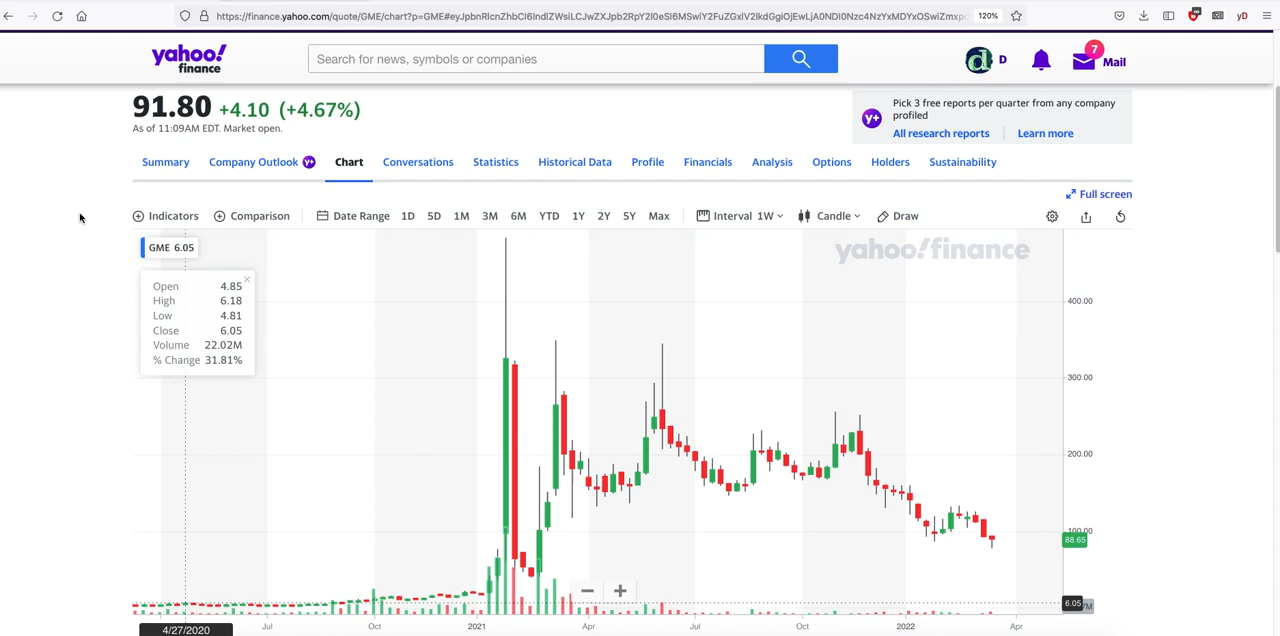 https://finance.yahoo.com/quote/GME/chart?p=GME#
120%
yD
yahoo! finance
Search for news, symbols or companies
d D
7
Mail
91.80 +4.10 (+4.67%)
As of 11:09AM EDT. Market open.
y+
Pick 3 free reports per quarter from any company profiled
All research reports Learn more
Summary Company Outlook y+ Chart Conversations Statistics Historical Data Profile Financials Analysis Options Holders Sustainability
Full screen
Indicators Comparison Date Range 1D 5D 1M 3M 6M YTD 1Y 2Y 5Y Max Interval 1W Candle Draw
GME 6.05
yahoo!finance
Open 4.85
High 6.18
Low 4.81
Close 6.05
Volume 22.02M
% Change 31.81%
400.00
300.00
200.00
100.00
88.65
6.05
4/27/2020 Jul Oct 2021 Apr Jul Oct 2022 Apr